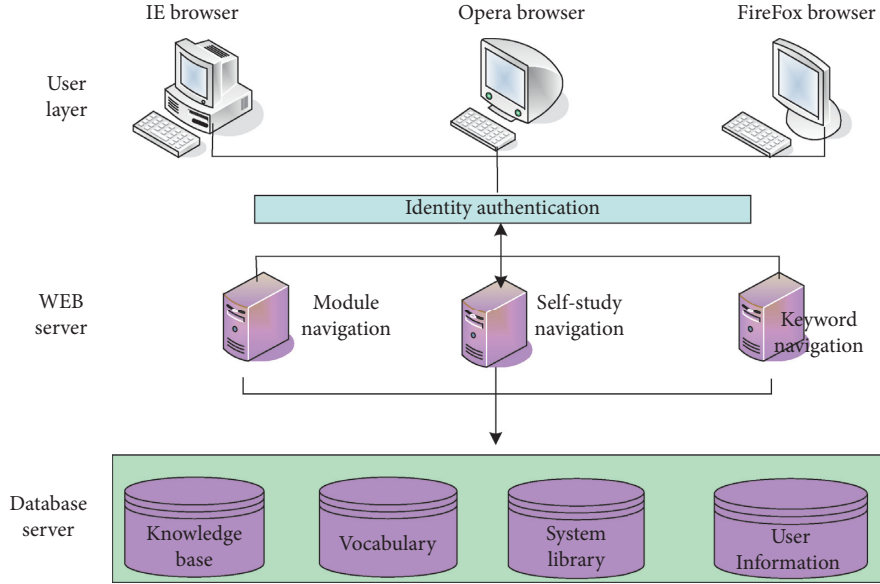 IE browser
Opera browser
FireFox browser
User
layer
Identity authentication
WEB
server
Module
navigation
Self-study
navigation
Keyword
navigation
Database
server
Knowledge
base
Vocabulary
System
library
User
Information